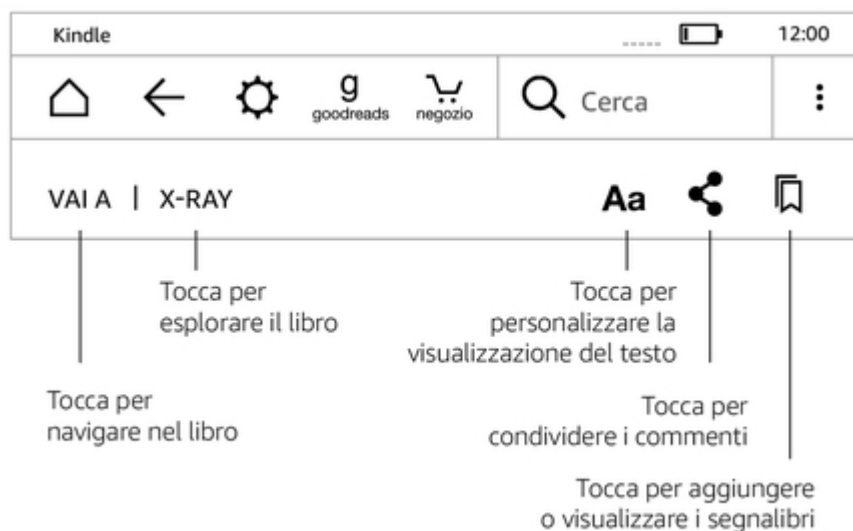 Kindle
12:00
g
goodreads
negozio
Cerca
VAI A | X-RAY
Aa
Tocca per
esplorare il libro
Tocca per
personalizzare la
visualizzazione del testo
Tocca per
navigare nel libro
Tocca per
condividere i commenti
Tocca per aggiungere
o visualizzare i segnalibri